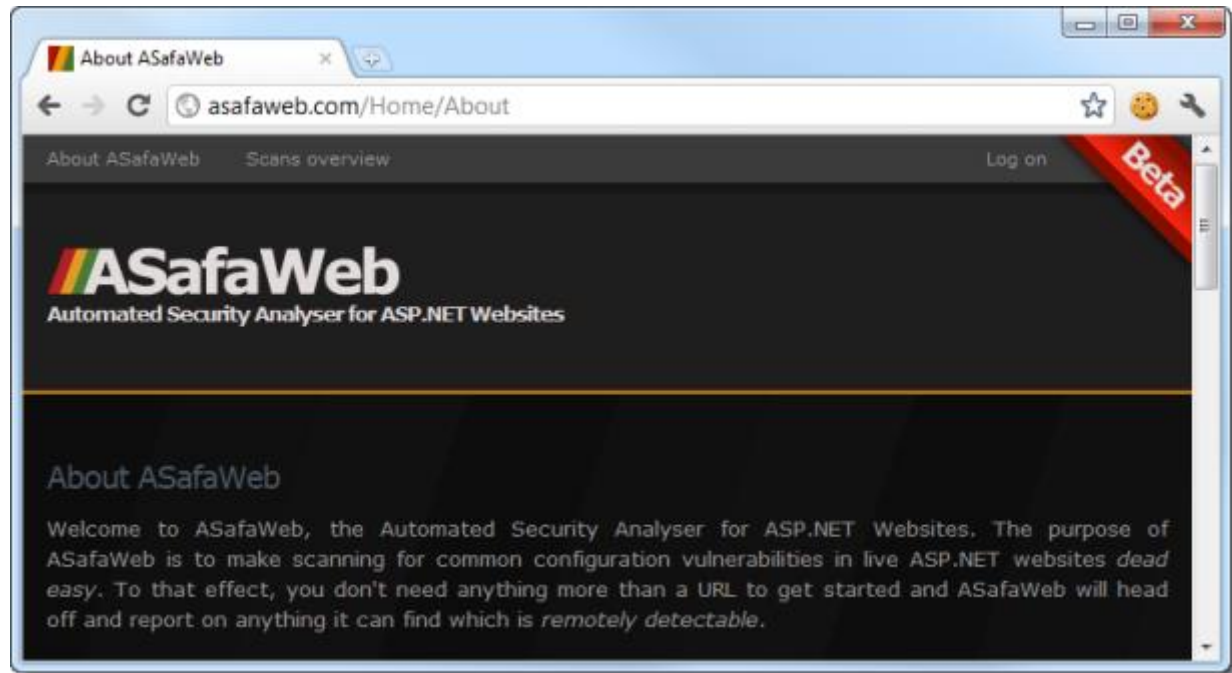 About ASafaWeb
asafaweb.com/Home/About
About ASafaWeb Scans overview Log on
Beta
ASafaWeb
Automated Security Analyser for ASP.NET Websites
About ASafaWeb
Welcome to ASafaWeb, the Automated Security Analyser for ASP.NET Websites. The purpose of
ASafaWeb is to make scanning for common configuration vulnerabilities in live ASP.NET websites dead
easy. To that effect, you don't need anything more than a URL to get started and ASafaWeb will head
off and report on anything it can find which is remotely detectable.